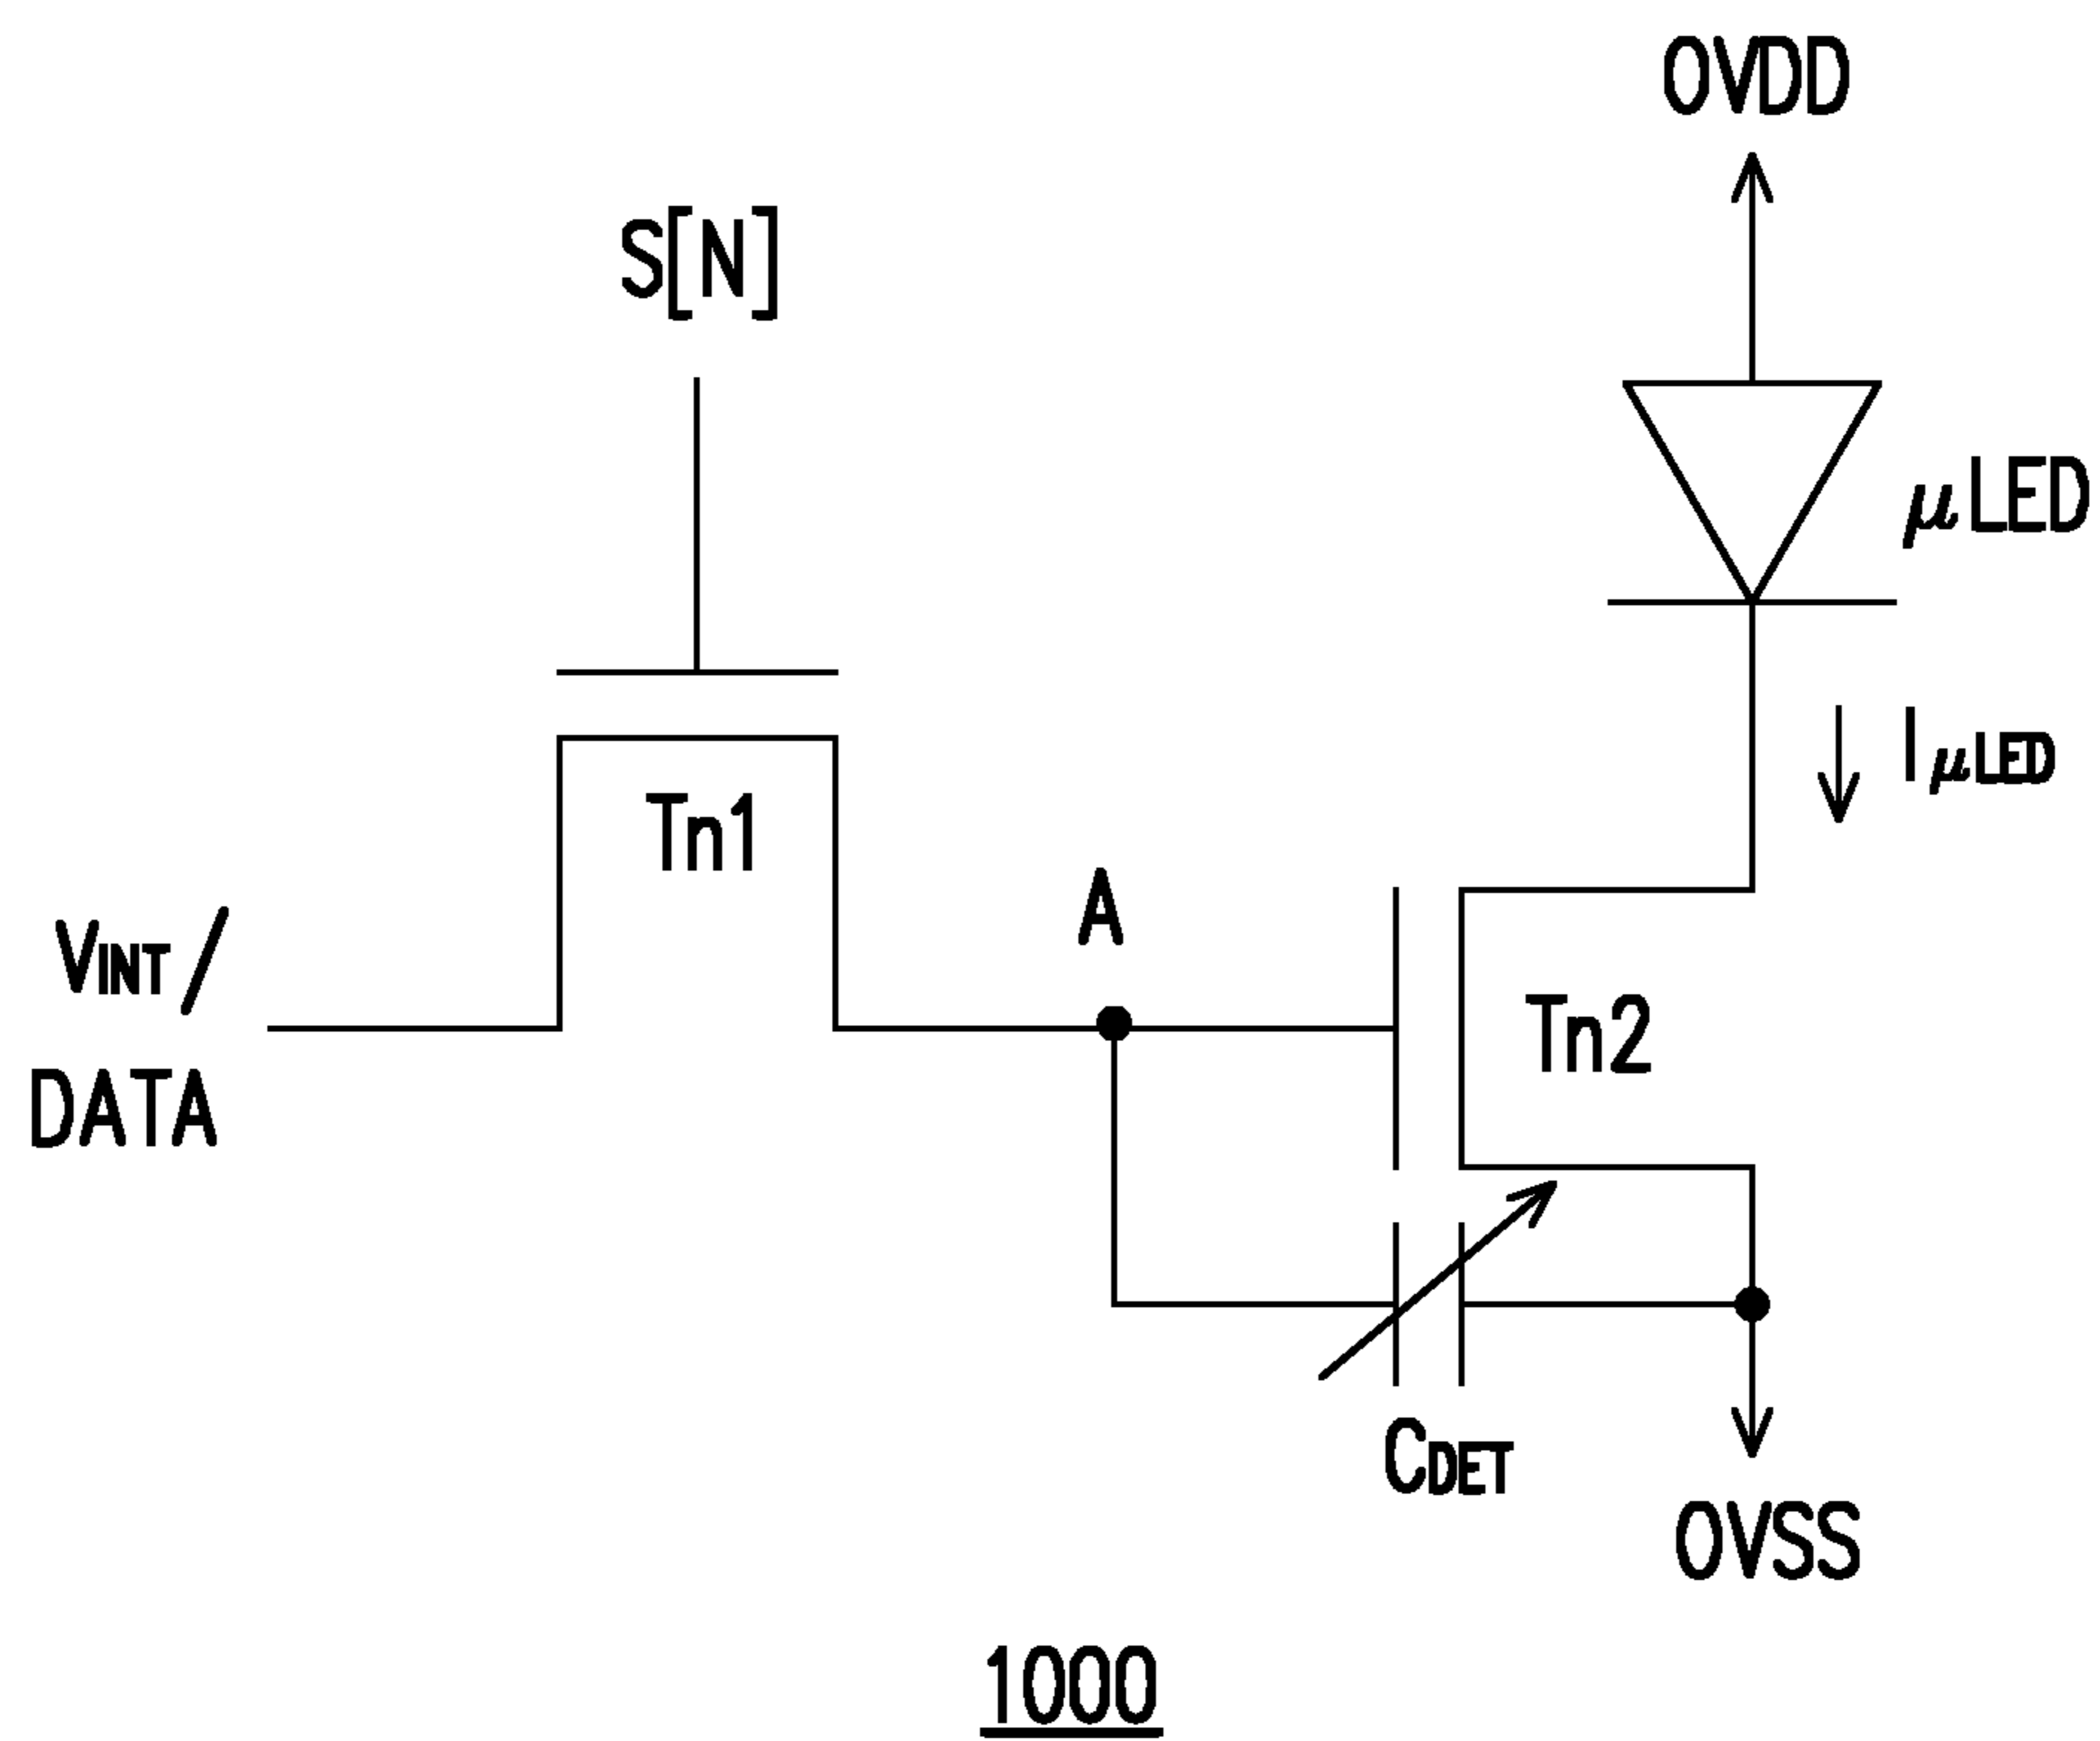 OVDD
S[N]
μLED
IμLED
Tn1
A
VINT/
DATA
Tn2
CDET
OVSS
1000